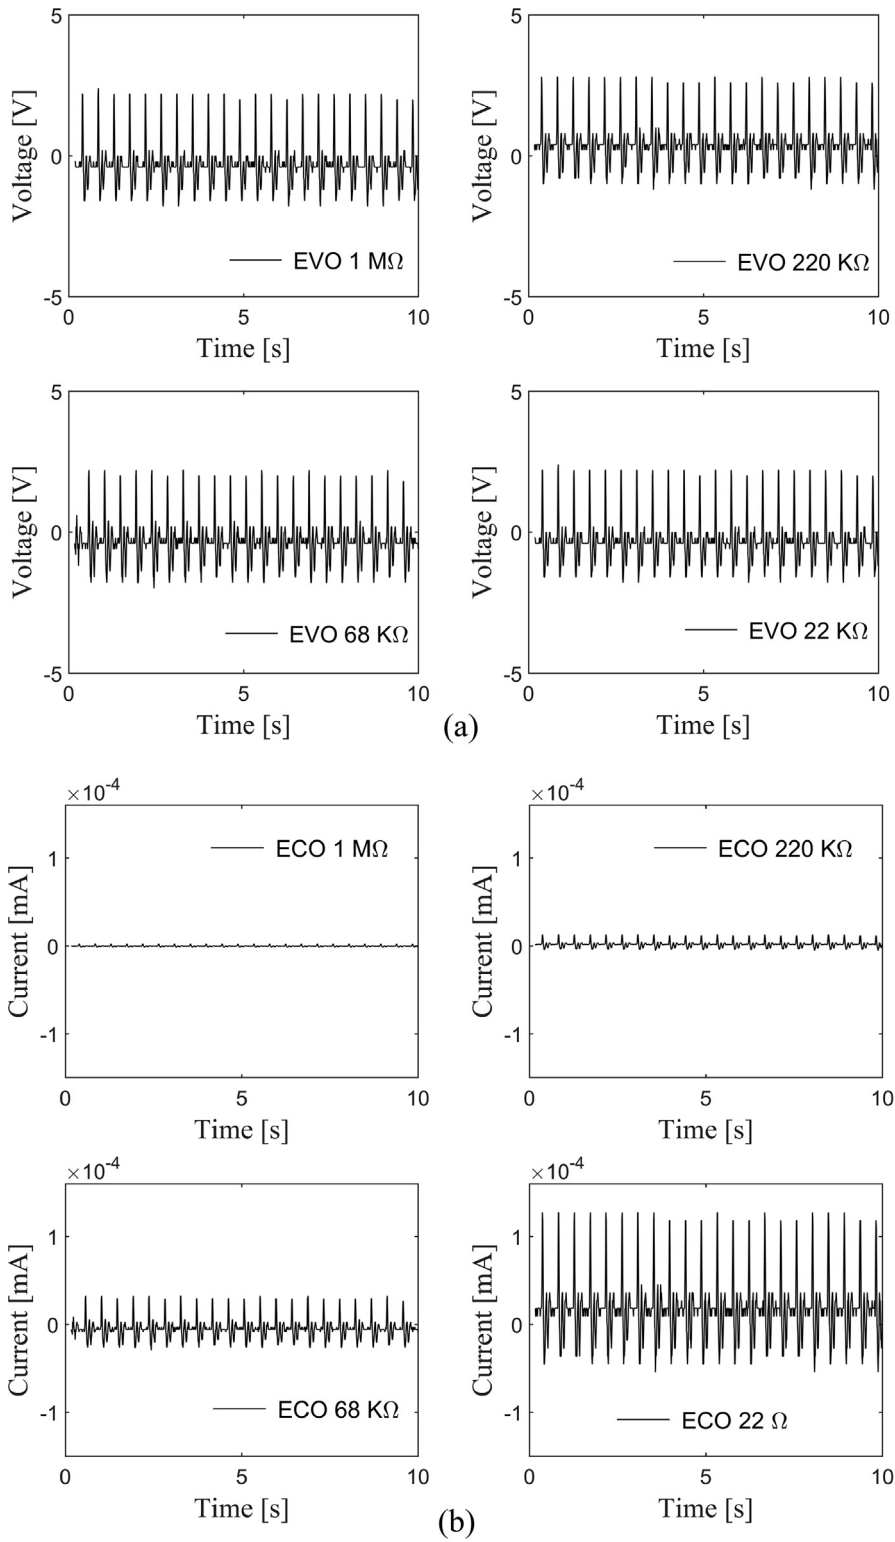 5
0
-5
Voltage [V]
EVO 1 MΩ
0 5 10
Time [s]
5
0
-5
Voltage [V]
EVO 220 KΩ
0 5 10
Time [s]
5
0
-5
Voltage [V]
EVO 68 KΩ
0 5 10
Time [s]
5
0
-5
Voltage [V]
EVO 22 KΩ
0 5 10
Time [s]
(a)
×10-4
1
0
-1
Current [mA]
ECO 1 MΩ
0 5 10
Time [s]
×10-4
1
0
-1
Current [mA]
ECO 220 KΩ
0 5 10
Time [s]
×10-4
1
0
-1
Current [mA]
ECO 68 KΩ
0 5 10
Time [s]
×10-4
1
0
-1
Current [mA]
ECO 22 Ω
0 5 10
Time [s]
(b)